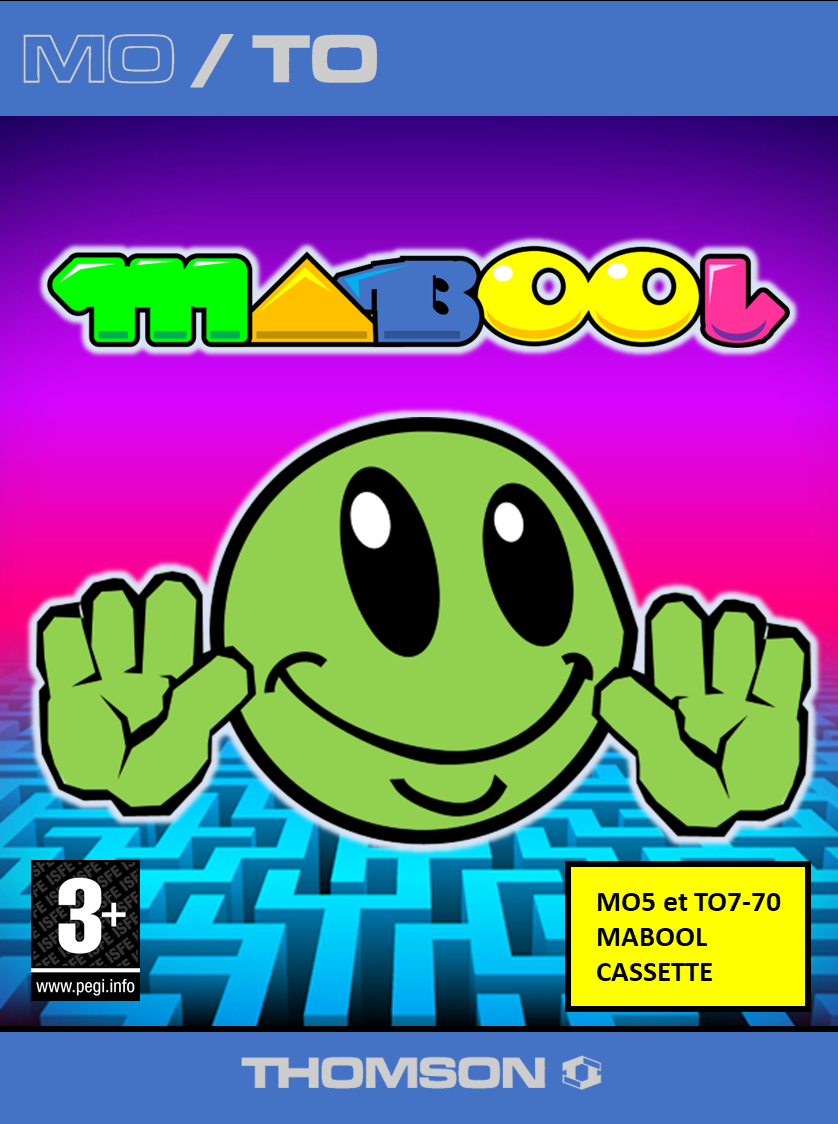 MO / TO
MABOOL
3+
www.pegi.info
MO5 et TO7-70
MABOOL
CASSETTE
THOMSON